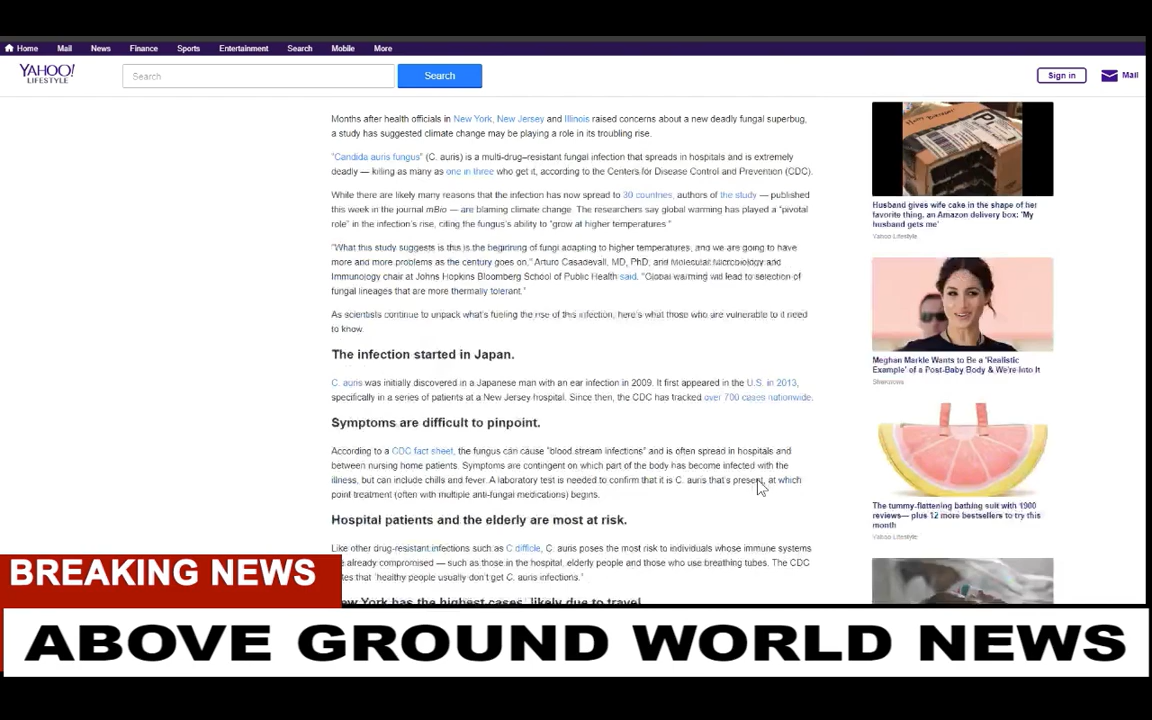 Home Mail News Finance Sports Entertainment Search Mobile More
YAHOO!
LIFESTYLE
Search
Search
Sign in
Mail
Months after health officials in New York, New Jersey and Illinois raised concerns about a new deadly fungal superbug,
a study has suggested climate change may be playing a role in its troubling rise.
"Candida auris fungus" (C. auris) is a multi-drug–resistant fungal infection that spreads in hospitals and is extremely
deadly — killing as many as one in three who get it, according to the Centers for Disease Control and Prevention (CDC).
While there are likely many reasons that the infection has now spread to 30 countries, authors of the study — published
this week in the journal mBio — are blaming climate change. The researchers say global warming has played a "pivotal
role" in the infection's rise, citing the fungus's ability to "grow at higher temperatures."
"What this study suggests is this is the beginning of fungi adapting to higher temperatures, and we are going to have
more and more problems as the century goes on," Arturo Casadevall, MD, PhD, and Molecular Microbiology and
Immunology chair at Johns Hopkins Bloomberg School of Public Health said. "Global warming will lead to selection of
fungal lineages that are more thermally tolerant."
As scientists continue to unpack what's fueling the rise of this infection, here's what those who are vulnerable to it need
to know.
The infection started in Japan.
C. auris was initially discovered in a Japanese man with an ear infection in 2009. It first appeared in the U.S. in 2013,
specifically in a series of patients at a New Jersey hospital. Since then, the CDC has tracked over 700 cases nationwide.
Symptoms are difficult to pinpoint.
According to a CDC fact sheet, the fungus can cause "blood stream infections" and is often spread in hospitals and
between nursing home patients. Symptoms are contingent on which part of the body has become infected with the
illness, but can include chills and fever. A laboratory test is needed to confirm that it is C. auris that's present, at which
point treatment (often with multiple anti-fungal medications) begins.
Hospital patients and the elderly are most at risk.
Like other drug-resistant infections such as C.difficle, C. auris poses the most risk to individuals whose immune systems
already compromised — such as those in the hospital, elderly people and those who use breathing tubes. The CDC
that "healthy people usually don't get C. auris infections."
York has the highest cases, likely due to travel
Husband gives wife cake in the shape of her
favorite thing, an Amazon delivery box: 'My
husband gets me'
Yahoo Lifestyle
Meghan Markle Wants to Be a 'Realistic
Example' of a Post-Baby Body & We're Into It
SheKnows
The tummy-flattening bathing suit with 1980
reviews— plus 12 more bestsellers to try this
month
Yahoo Lifestyle
BREAKING NEWS
ABOVE GROUND WORLD NEWS